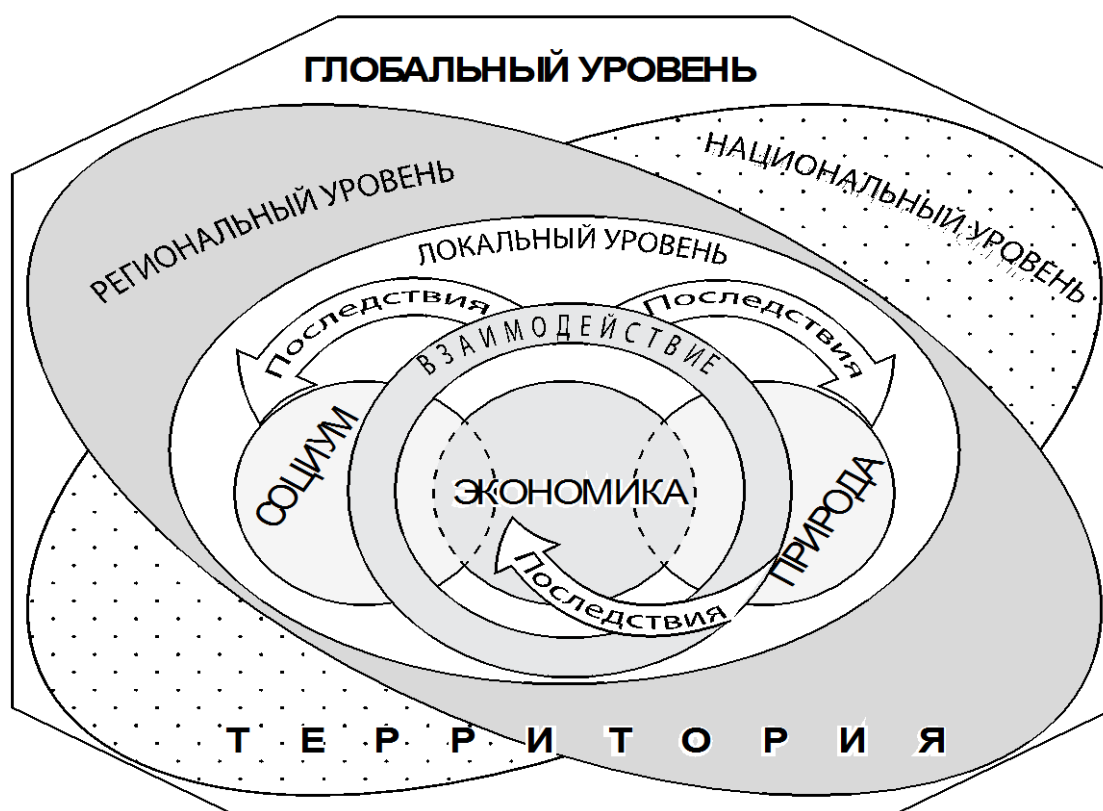 ГЛОБАЛЬНЫЙ УРОВЕНЬ
НАЦИОНАЛЬНЫЙ УРОВЕНЬ
РЕГИОНАЛЬНЫЙ УРОВЕНЬ
ЛОКАЛЬНЫЙ УРОВЕНЬ
Последствия
Последствия
ВЗАИМОДЕЙСТВИЕ
СОЦИУМ
ЭКОНОМИКА
ПРИРОДА
Последствия
ТЕРРИТОРИЯ